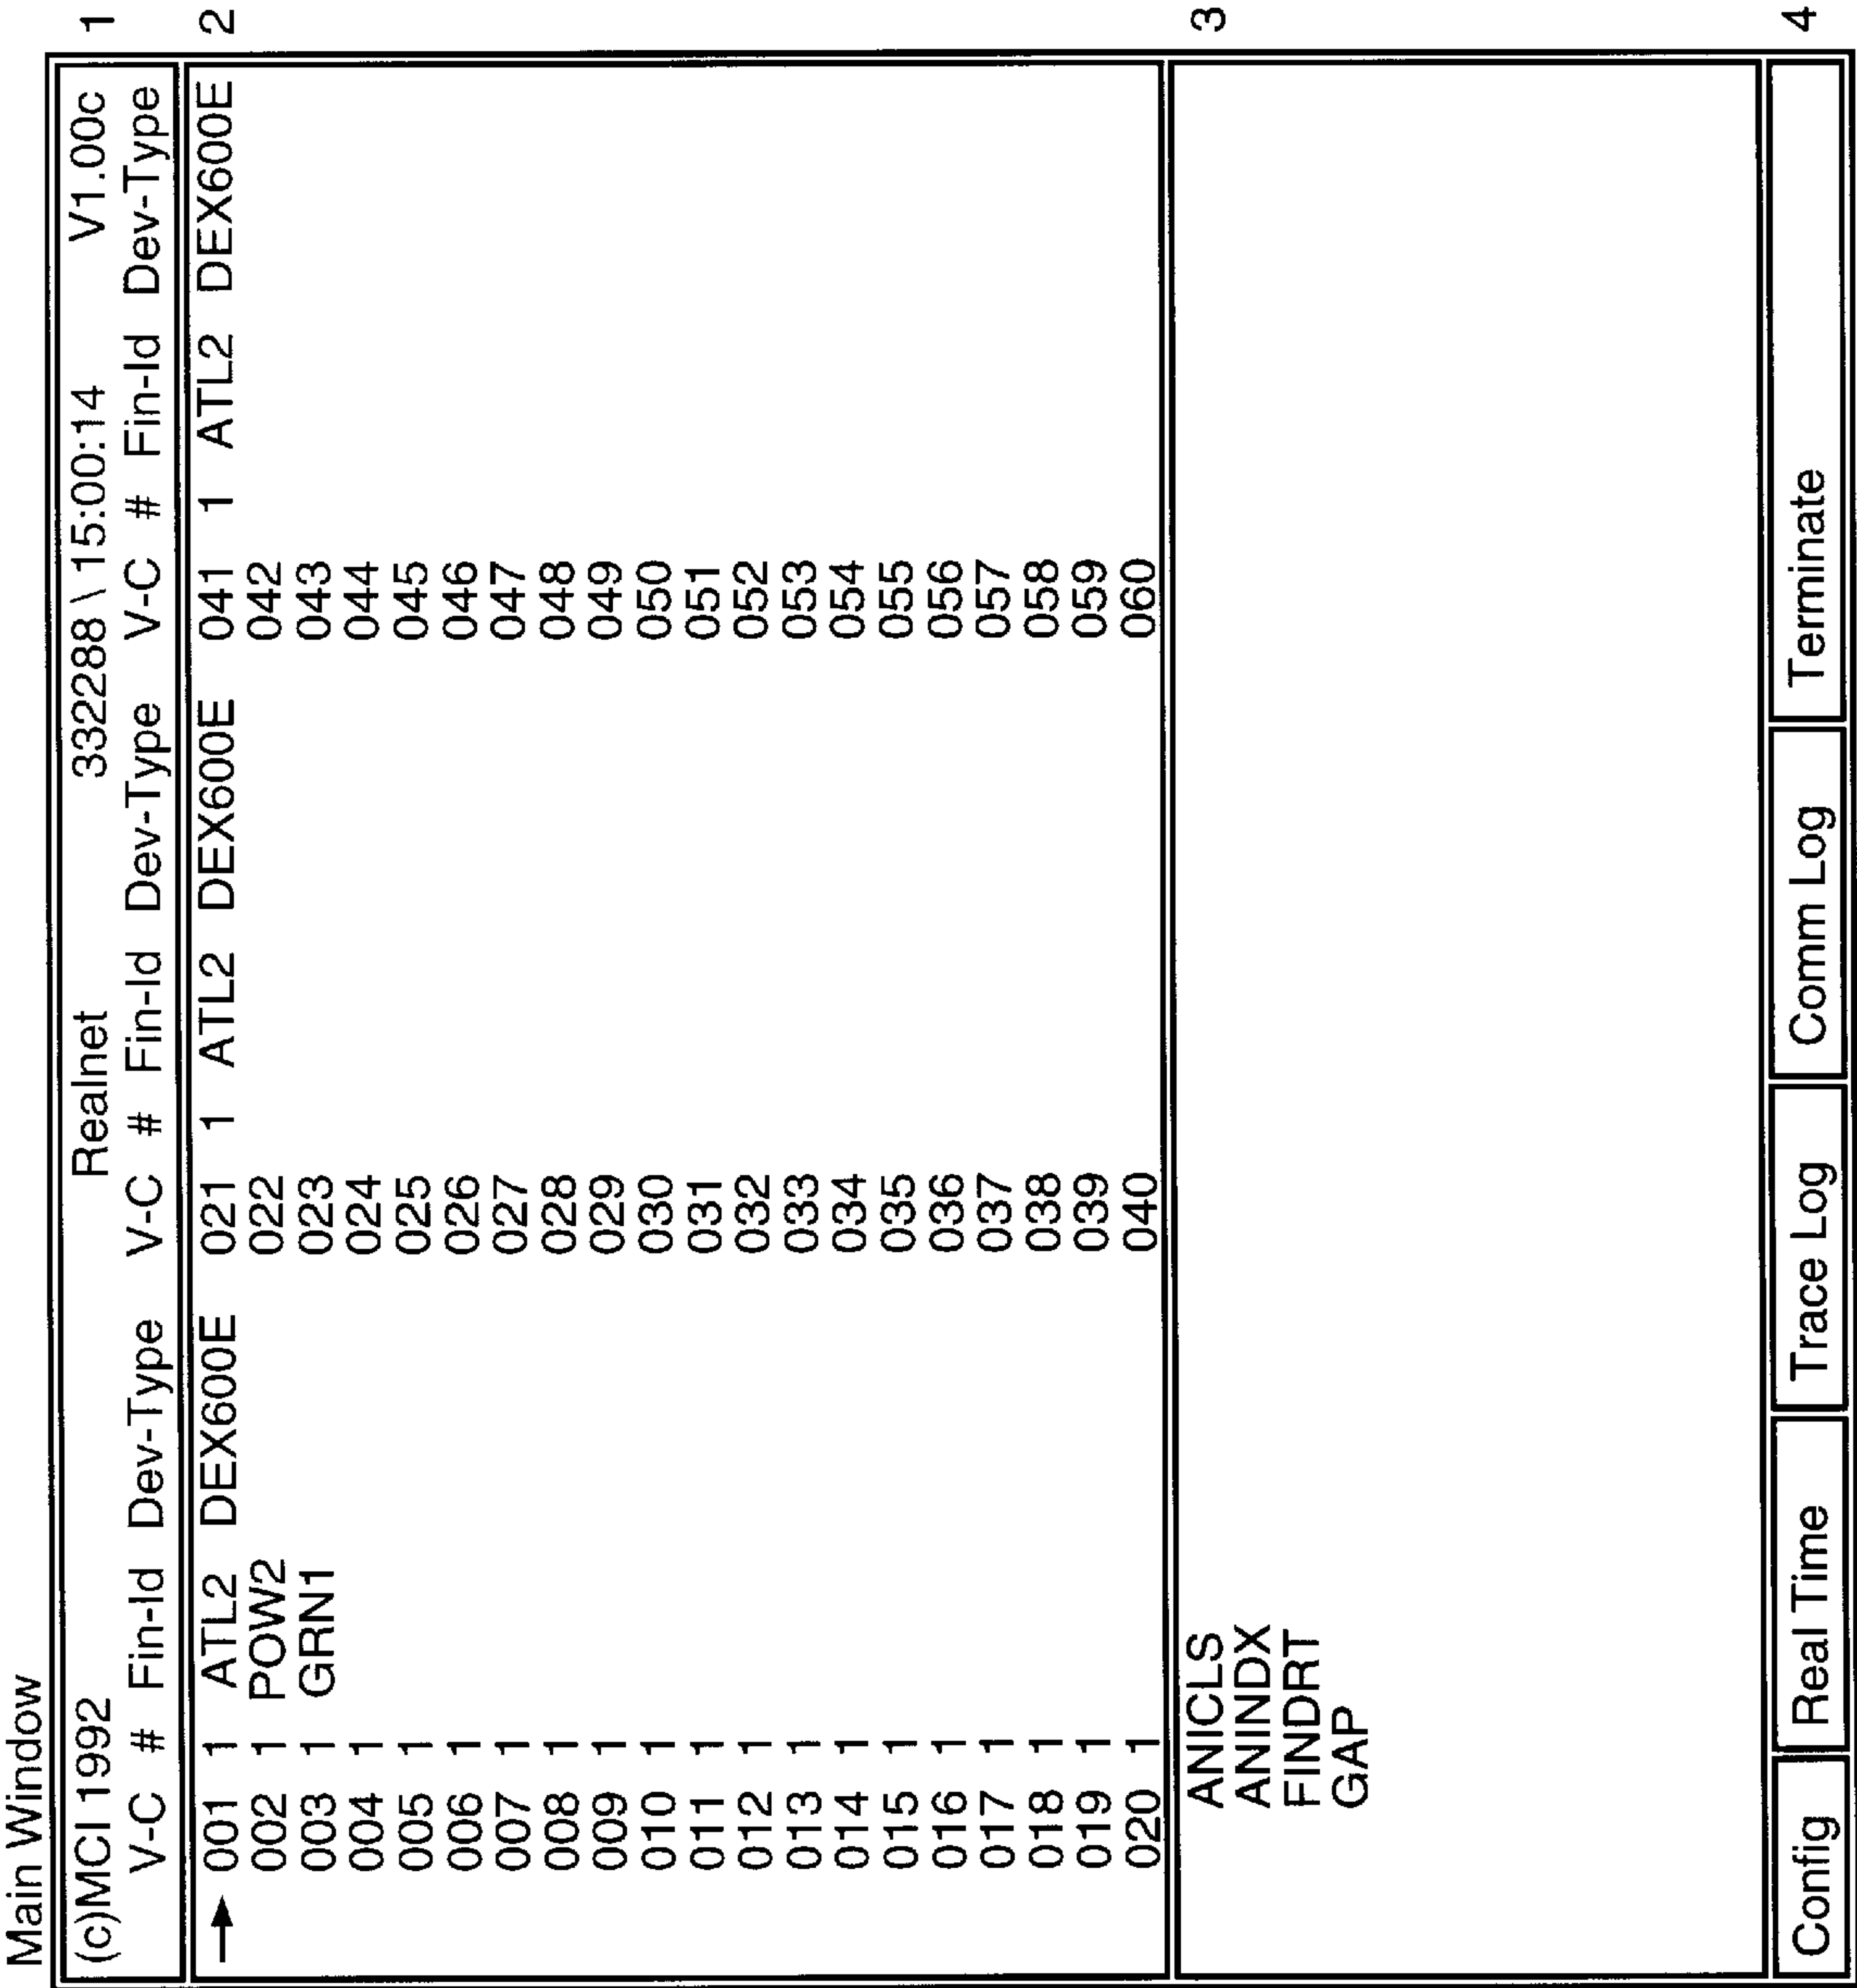 Main Window
(c)MCI 1992 Realnet 332288 \ 15:00:14 V1.00c 1
V-C # Fin-Id Dev-Type V-C # Fin-Id Dev-Type V-C # Fin-Id Dev-Type
001 1 ATL2 DEX600E 021 1 ATL2 DEX600E 041 1 ATL2 DEX600E 2
002 1 POW2 022 042
003 1 GRN1 023 043
004 1 024 044
005 1 025 045
006 1 026 046
007 1 027 047
008 1 028 048
009 1 029 049
010 1 030 050
011 1 031 051
012 1 032 052
013 1 033 053
014 1 034 054
015 1 035 055
016 1 036 056
017 1 037 057
018 1 038 058
019 1 039 059
020 1 040 060
ANICLS 3
ANINDX
FINDRT
GAP
Config Real Time Trace Log Comm Log Terminate 4